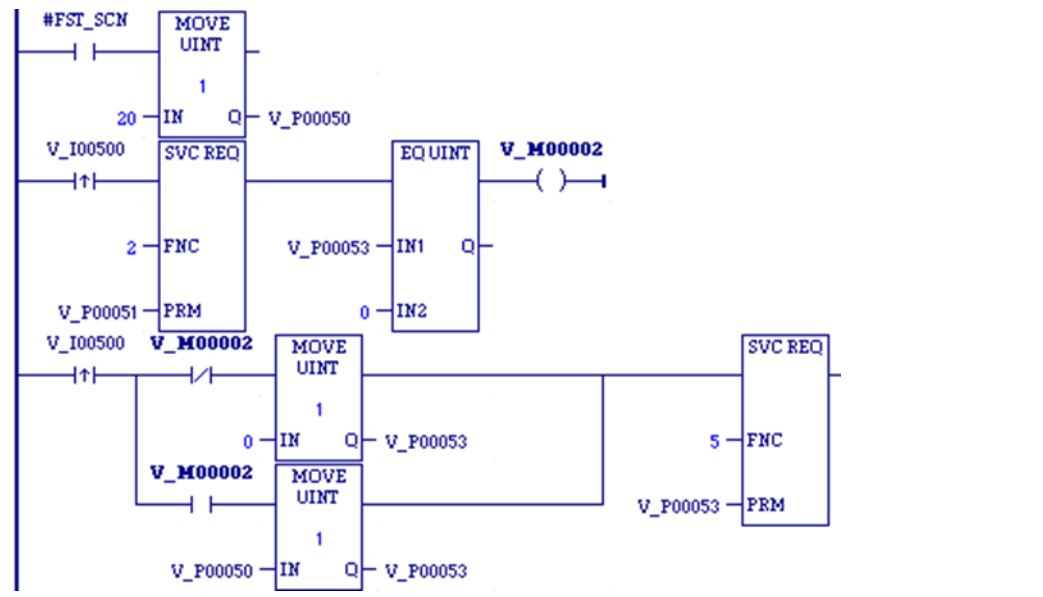 #FST_SCN
MOVE
UINT
1
20 IN Q V_P00050
V_I00500 SVC REQ EQ UINT V_M00002
2 FNC V_P00053 IN1 Q
V_P00051 PRM 0 IN2
V_I00500 V_M00002 MOVE SVC REQ
UINT
1
0 IN Q V_P00053 5 FNC
V_M00002 MOVE
UINT
V_P00053 PRM
1
V_P00050 IN Q V_P00053